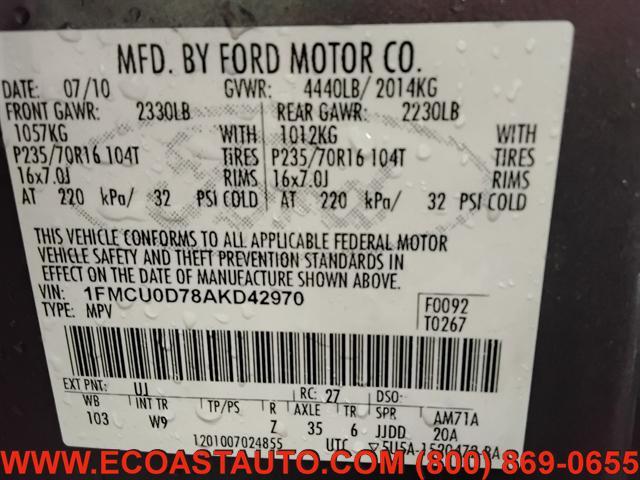 MFD. BY FORD MOTOR CO.
DATE: 07/10 GVWR: 4440LB/ 2014KG
FRONT GAWR: 2330LB REAR GAWR: 2230LB
1057KG WITH 1012KG WITH
P235/70R16 104T TIRES P235/70R16 104T TIRES
16x7.0J RIMS 16x7.0J RIMS
AT 220 kPa/ 32 PSI COLD AT 220 kPa/ 32 PSI COLD
THIS VEHICLE CONFORMS TO ALL APPLICABLE FEDERAL MOTOR
VEHICLE SAFETY AND THEFT PREVENTION STANDARDS IN
EFFECT ON THE DATE OF MANUFACTURE SHOWN ABOVE.
VIN: 1FMCU0D78AKD42970 F0092
TYPE: MPV T0267
EXT PNT: UJ RC: 27 DSO:
WB INT TR TP/PS R AXLE TR SPR AM71A
103 W9 Z 35 6 JJDD 20A
1201007024855 UTC ▽5U5A-1520472-BA
WWW.ECOASTAUTO.COM (800) 869-0655